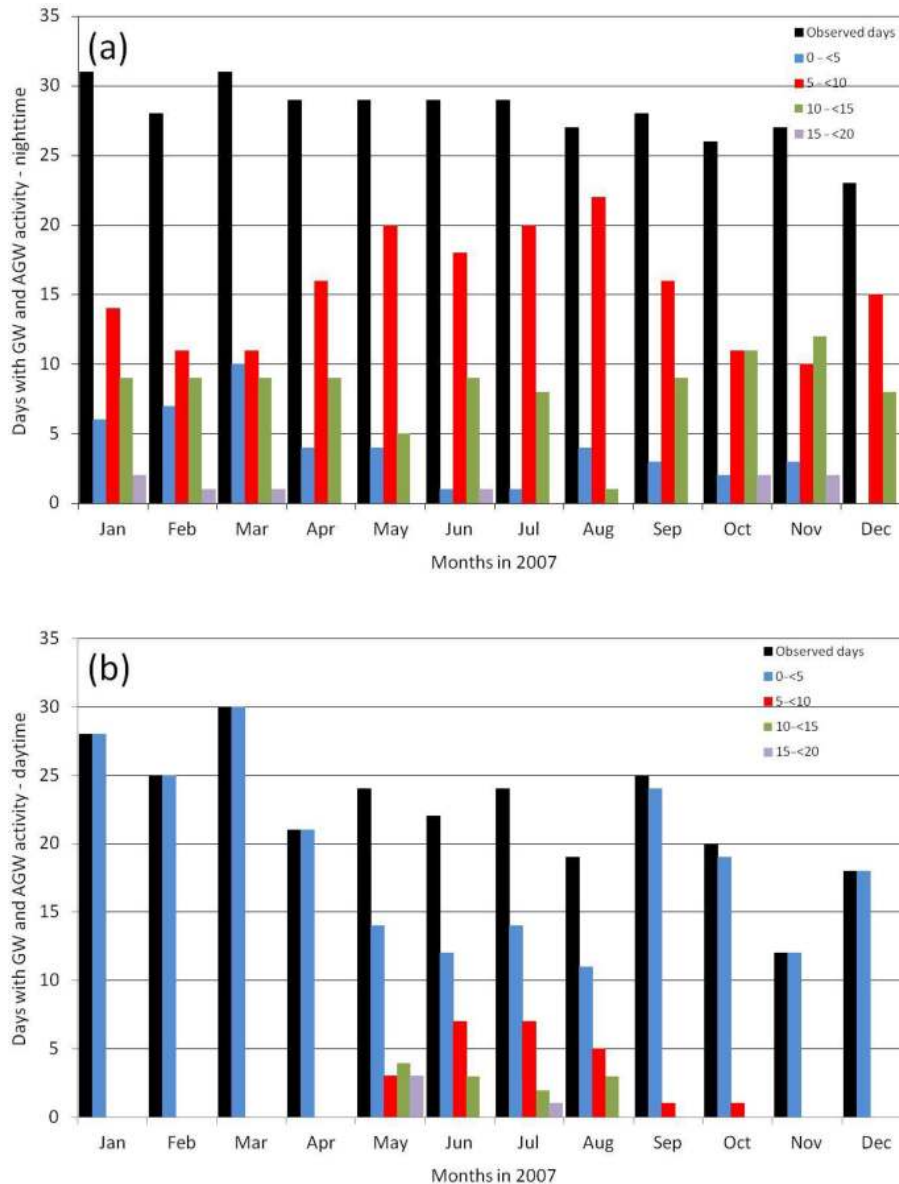 (a)
Days with GW and AGW activity - nighttime
35
30
25
20
15
10
5
0
Observed days
0 - <5
5 - <10
10 - <15
15 - <20
Jan Feb Mar Apr May Jun Jul Aug Sep Oct Nov Dec
Months in 2007
(b)
Days with GW and AGW activity - daytime
35
30
25
20
15
10
5
0
Observed days
0-<5
5-<10
10-<15
15-<20
Jan Feb Mar Apr May Jun Jul Aug Sep Oct Nov Dec
Months in 2007